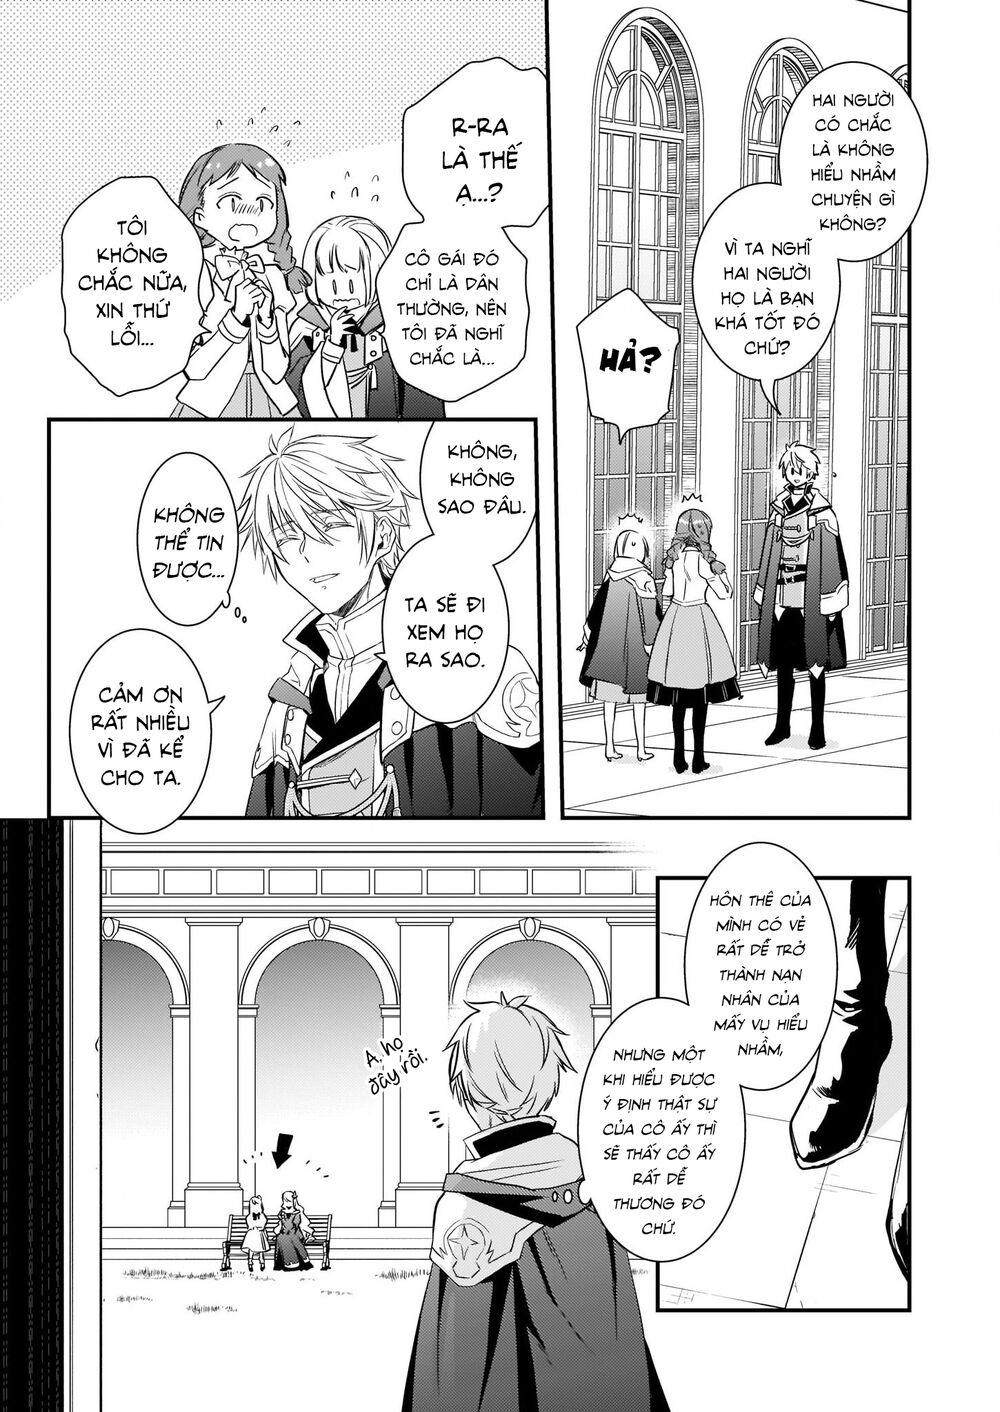 HAI NGƯỜI
CÓ CHẮC
LÀ KHÔNG
HIỂU NHẦM
CHUYỆN GÌ
KHÔNG?
VÌ TA NGHĨ
HAI NGƯỜI
HỌ LÀ BẠN
KHÁ TỐT ĐÓ
CHỨ?
HẢ?
R-RA
LÀ THẾ
Ạ...?
CÔ GÁI ĐÓ
CHỈ LÀ DÂN
THƯỜNG, NÊN
TÔI ĐÃ NGHĨ
CHẮC LÀ...
TÔI
KHÔNG
CHẮC NỮA,
XIN THỨ
LỖI...
KHÔNG,
KHÔNG
SAO ĐÂU.
TA SẼ ĐI
XEM HỌ
RA SAO.
KHÔNG
THỂ TIN
ĐƯỢC...
CẢM ƠN
RẤT NHIỀU
VÌ ĐÃ KỂ
CHO TA.
HÔN THÊ CỦA
MÌNH CÓ VẺ
RẤT DỄ TRỞ
THÀNH NẠN
NHÂN CỦA
MẤY VỤ HIỂU
NHẦM,
NHƯNG MỘT
KHI HIỂU ĐƯỢC
Ý ĐỊNH THẬT SỰ
CỦA CÔ ẤY THÌ
SẼ THẤY CÔ ẤY
RẤT DỄ
THƯƠNG ĐÓ
CHỨ.
A, họ
đây rồi.